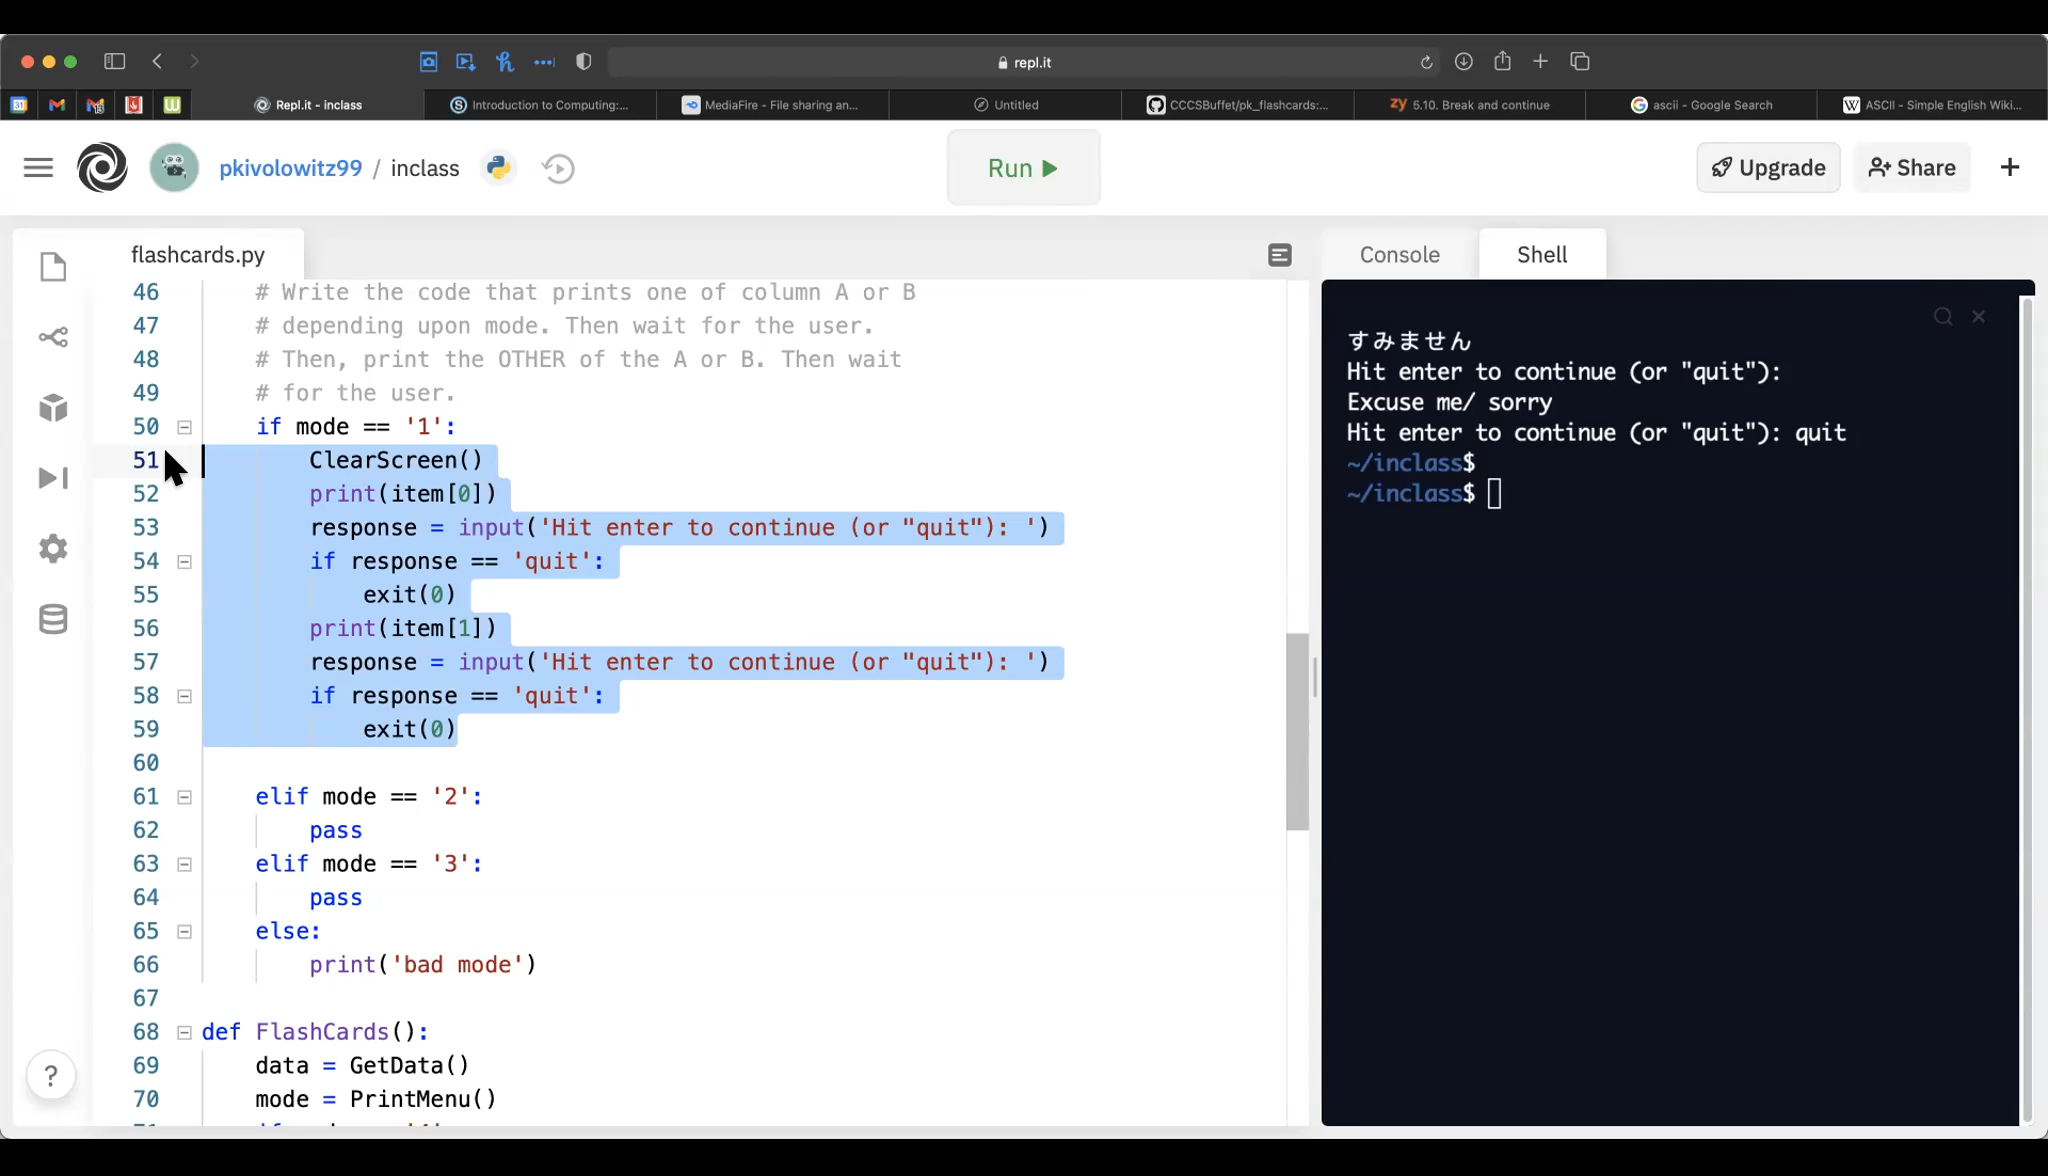 repl.it
31
Repl.it - inclass
Introduction to Computing:...
MediaFire - File sharing an...
Untitled
CCCSBuffet/pk_flashcards:...
zy 5.10. Break and continue
ascii - Google Search
W ASCII - Simple English Wiki...
pkivolowitz99 / inclass
Run
Upgrade
Share
flashcards.py
46 # Write the code that prints one of column A or B
47 # depending upon mode. Then wait for the user.
48 # Then, print the OTHER of the A or B. Then wait
49 # for the user.
50 if mode == '1':
51 ClearScreen()
52 print(item[0])
53 response = input('Hit enter to continue (or "quit"): ')
54 if response == 'quit':
55 exit(0)
56 print(item[1])
57 response = input('Hit enter to continue (or "quit"): ')
58 if response == 'quit':
59 exit(0)
60
61 elif mode == '2':
62 pass
63 elif mode == '3':
64 pass
65 else:
66 print('bad mode')
67
68 def FlashCards():
69 data = GetData()
70 mode = PrintMenu()
?
Console
Shell
すみません
Hit enter to continue (or "quit"):
Excuse me/ sorry
Hit enter to continue (or "quit"): quit
~/inclass$
~/inclass$